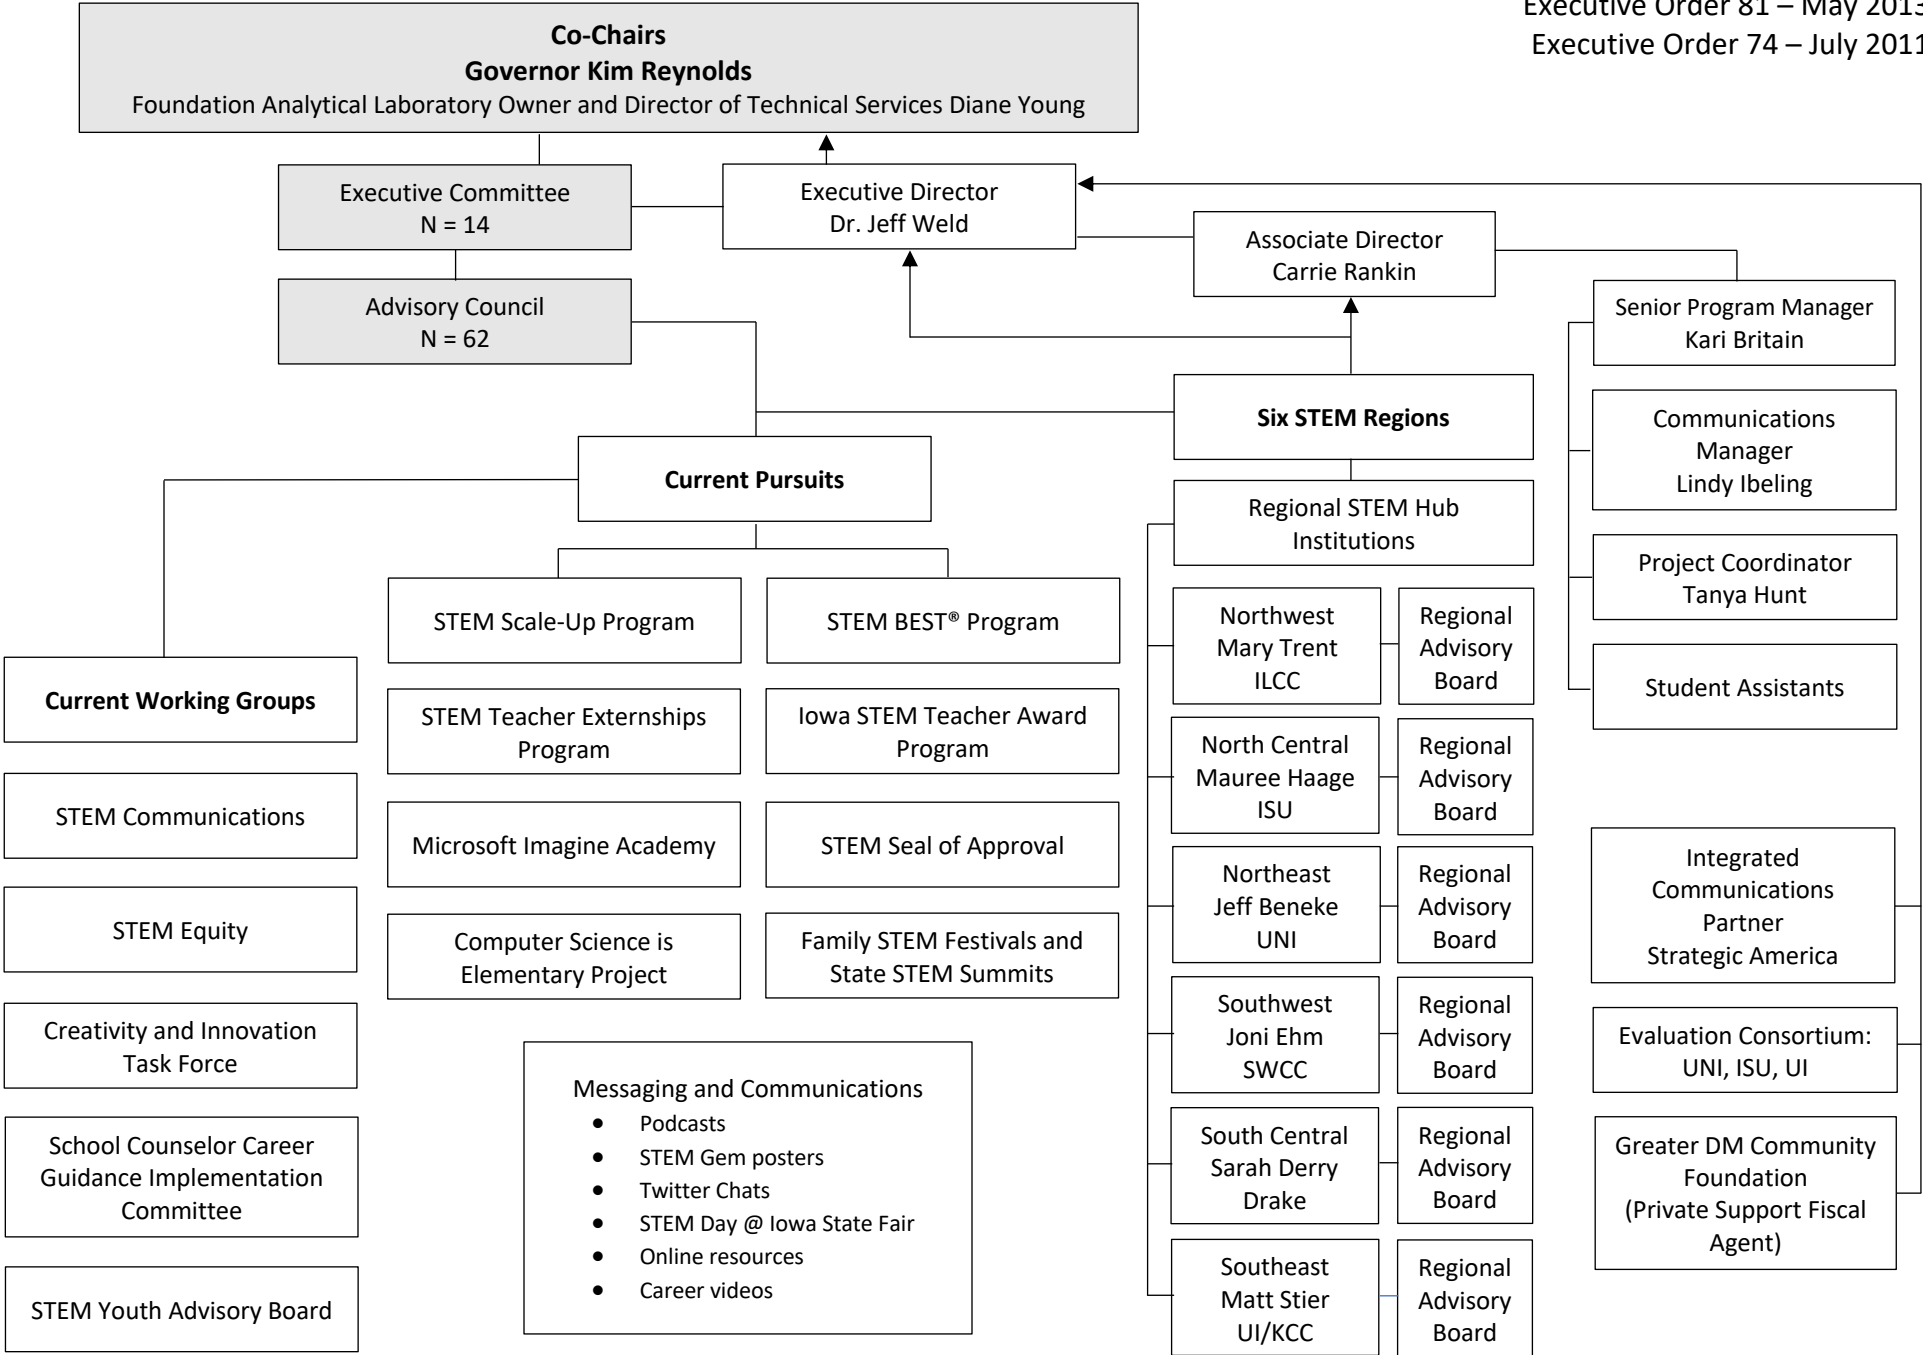 Executive Order 81 – May 2013
Executive Order 74 – July 2011
Co-Chairs
Governor Kim Reynolds
Foundation Analytical Laboratory Owner and Director of Technical Services Diane Young
Executive Committee
N = 14
Executive Director
Dr. Jeff Weld
Associate Director
Carrie Rankin
Advisory Council
N = 62
Senior Program Manager
Kari Britain
Communications
Manager
Lindy Ibeling
Project Coordinator
Tanya Hunt
Student Assistants
Six STEM Regions
Current Pursuits
Regional STEM Hub
Institutions
STEM Scale-Up Program
STEM BEST® Program
STEM Teacher Externships
Program
Iowa STEM Teacher Award
Program
Microsoft Imagine Academy
STEM Seal of Approval
Computer Science is
Elementary Project
Family STEM Festivals and
State STEM Summits
Current Working Groups
STEM Communications
STEM Equity
Creativity and Innovation
Task Force
School Counselor Career
Guidance Implementation
Committee
STEM Youth Advisory Board
Messaging and Communications
• Podcasts
• STEM Gem posters
• Twitter Chats
• STEM Day @ Iowa State Fair
• Online resources
• Career videos
Northwest
Mary Trent
ILCC
Regional
Advisory
Board
North Central
Mauree Haage
ISU
Regional
Advisory
Board
Northeast
Jeff Beneke
UNI
Regional
Advisory
Board
Southwest
Joni Ehm
SWCC
Regional
Advisory
Board
South Central
Sarah Derry
Drake
Regional
Advisory
Board
Southeast
Matt Stier
UI/KCC
Regional
Advisory
Board
Integrated
Communications
Partner
Strategic America
Evaluation Consortium:
UNI, ISU, UI
Greater DM Community
Foundation
(Private Support Fiscal
Agent)